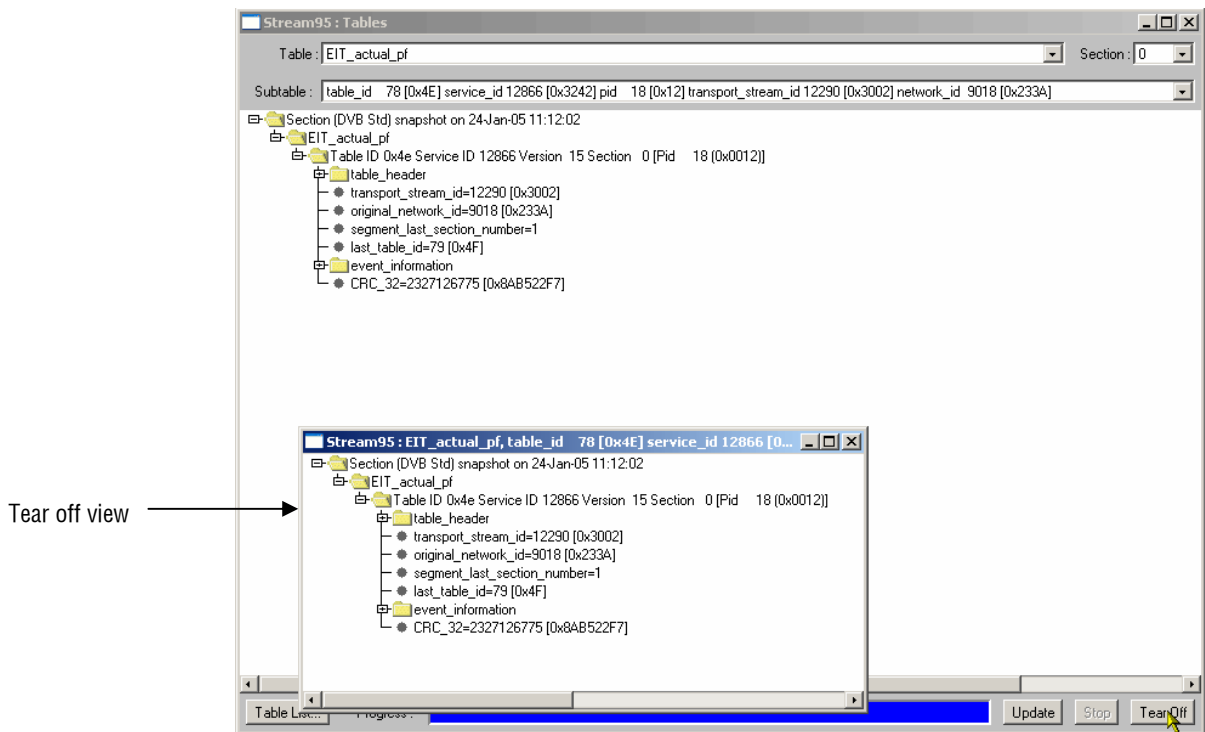 Stream95 : Tables
Table : EIT_actual_pf Section : 0
Subtable : table_id 78 [0x4E] service_id 12866 [0x3242] pid 18 [0x12] transport_stream_id 12290 [0x3002] network_id 9018 [0x233A]
Section (DVB Std) snapshot on 24-Jan-05 11:12:02
EIT_actual_pf
Table ID 0x4e Service ID 12866 Version 15 Section 0 [Pid 18 (0x0012)]
table_header
transport_stream_id=12290 [0x3002]
original_network_id=9018 [0x233A]
segment_last_section_number=1
last_table_id=79 [0x4F]
event_information
CRC_32=2327126775 [0x8AB522F7]
Stream95 : EIT_actual_pf, table_id 78 [0x4E] service_id 12866 [0...
Section (DVB Std) snapshot on 24-Jan-05 11:12:02
EIT_actual_pf
Table ID 0x4e Service ID 12866 Version 15 Section 0 [Pid 18 (0x0012)]
table_header
transport_stream_id=12290 [0x3002]
original_network_id=9018 [0x233A]
segment_last_section_number=1
last_table_id=79 [0x4F]
event_information
CRC_32=2327126775 [0x8AB522F7]
Tear off view
Table List... Progress : Update Stop Tear Off